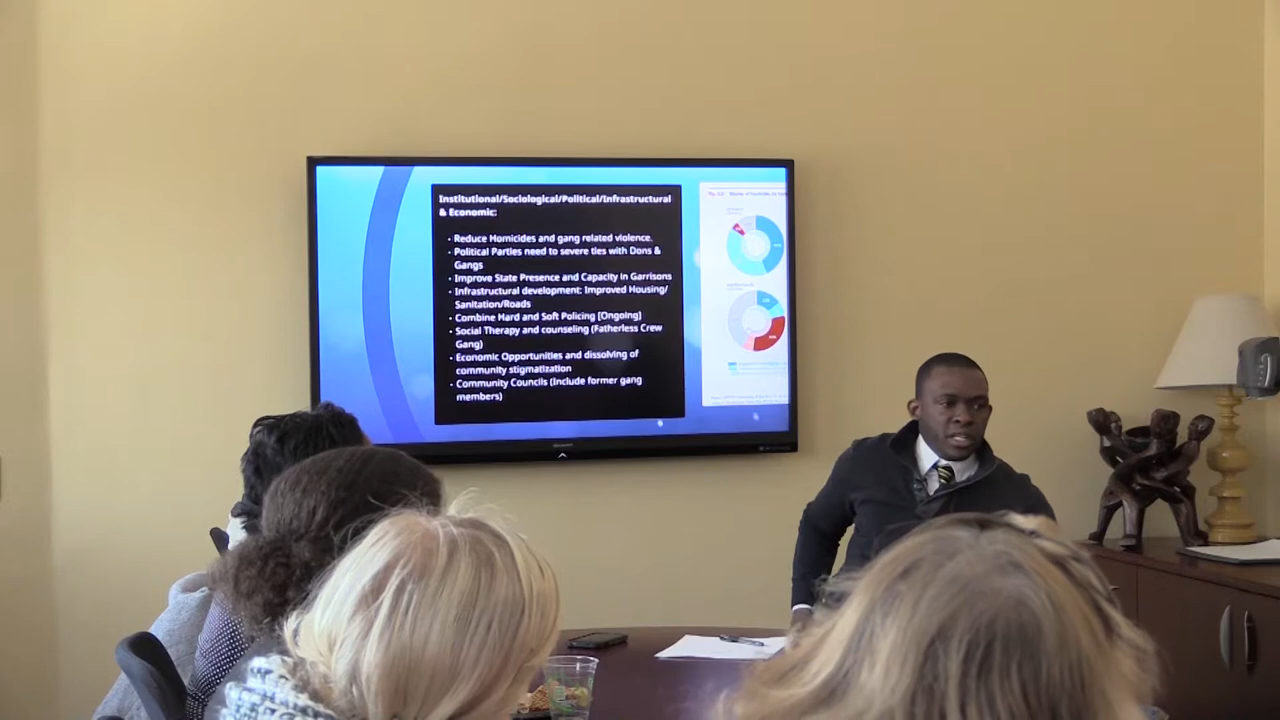 Institutional/Sociological/Political/Infrastructural
& Economic:
• Reduce Homicides and gang related violence.
• Political Parties need to severe ties with Dons &
Gangs
• Improve State Presence and Capacity in Garrisons
• Infrastructural development: Improved Housing/
Sanitation/Roads
• Combine Hard and Soft Policing [Ongoing]
• Social Therapy and counseling (Fatherless Crew
Gang)
• Economic Opportunities and dissolving of
community stigmatization
• Community Councils (Include former gang
members)